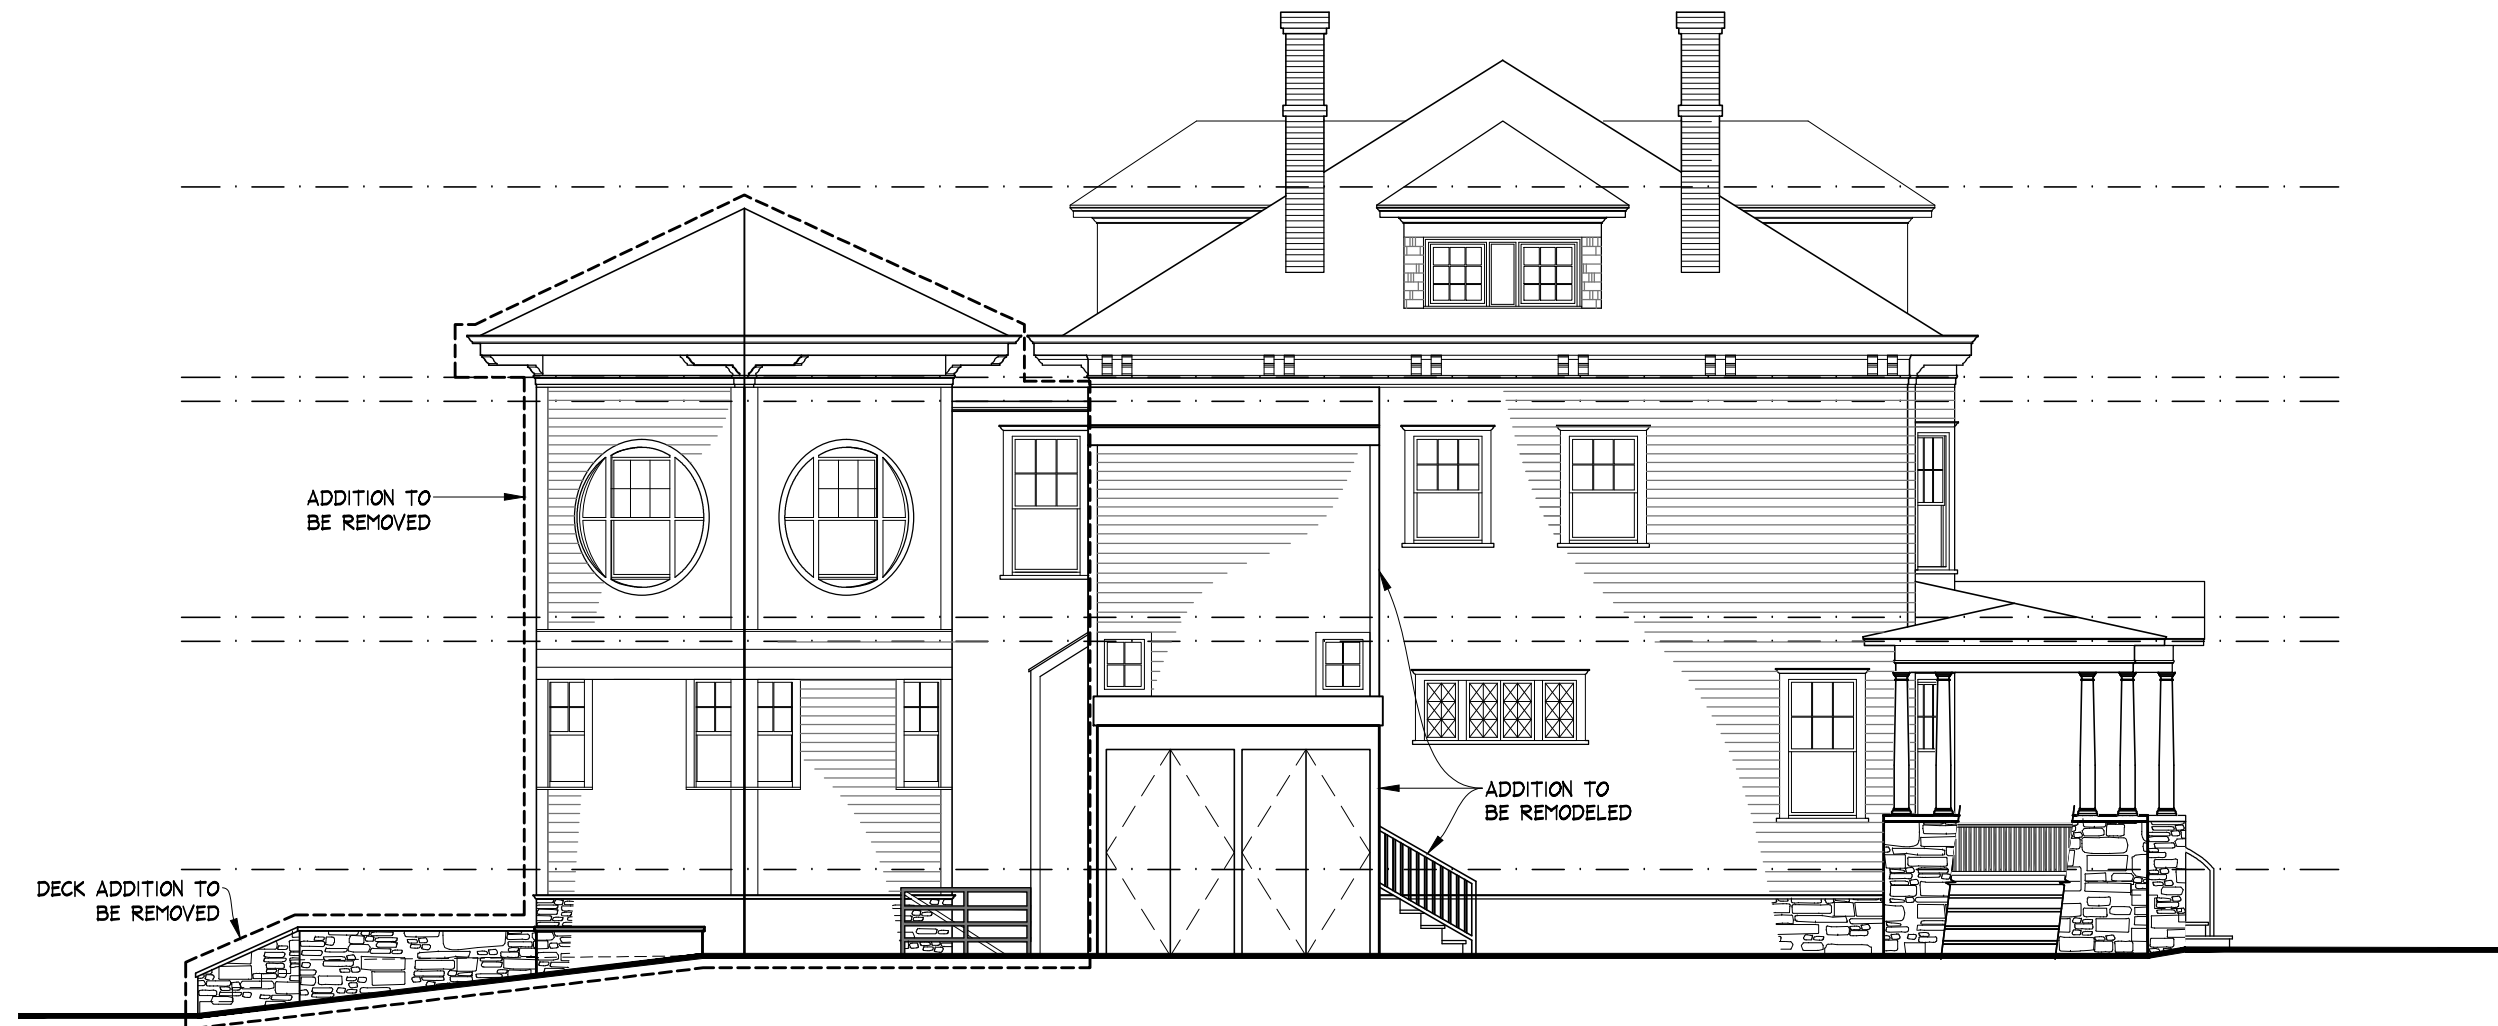 ADDITION TO
BE REMOVED
ADDITION TO
BE REMODELED
DECK ADDITION TO
BE REMOVED